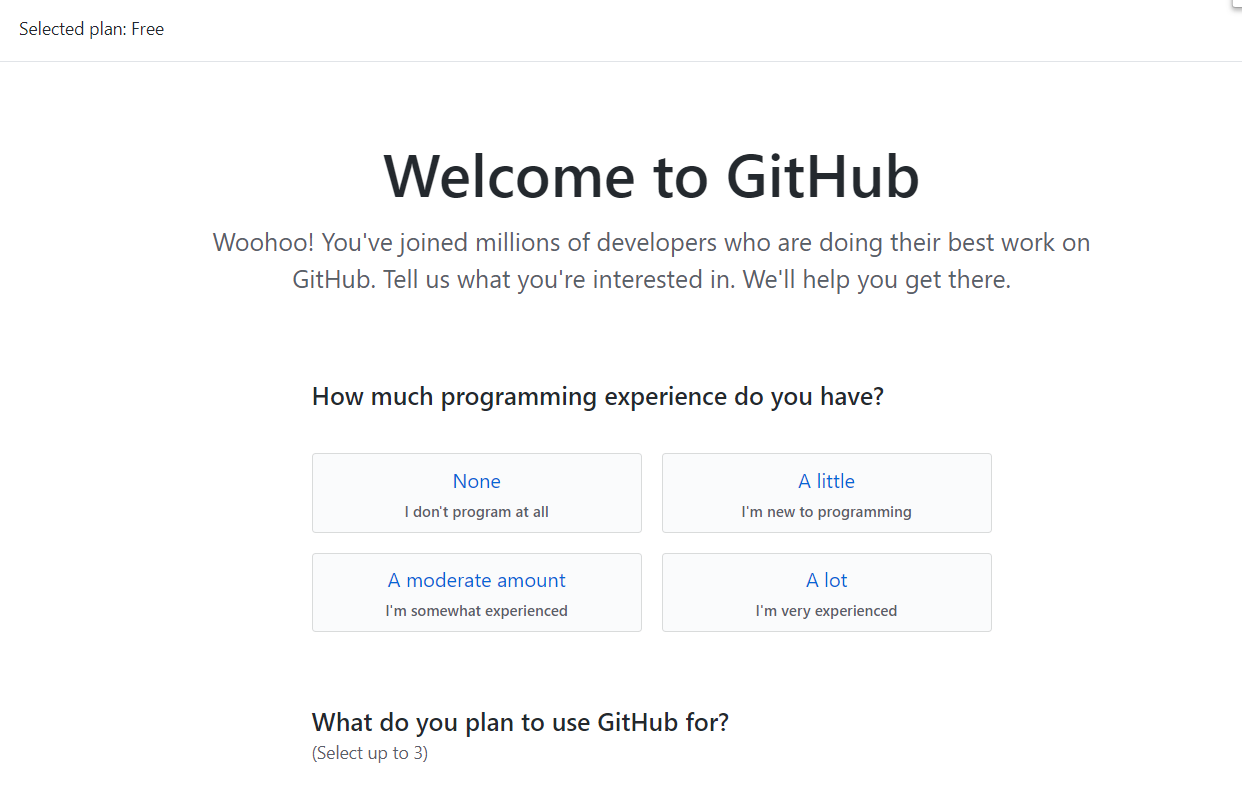 Selected plan: Free
Welcome to GitHub
Woohoo! You've joined millions of developers who are doing their best work on
GitHub. Tell us what you're interested in. We'll help you get there.
How much programming experience do you have?
None
I don't program at all
A little
I'm new to programming
A moderate amount
I'm somewhat experienced
A lot
I'm very experienced
What do you plan to use GitHub for?
(Select up to 3)